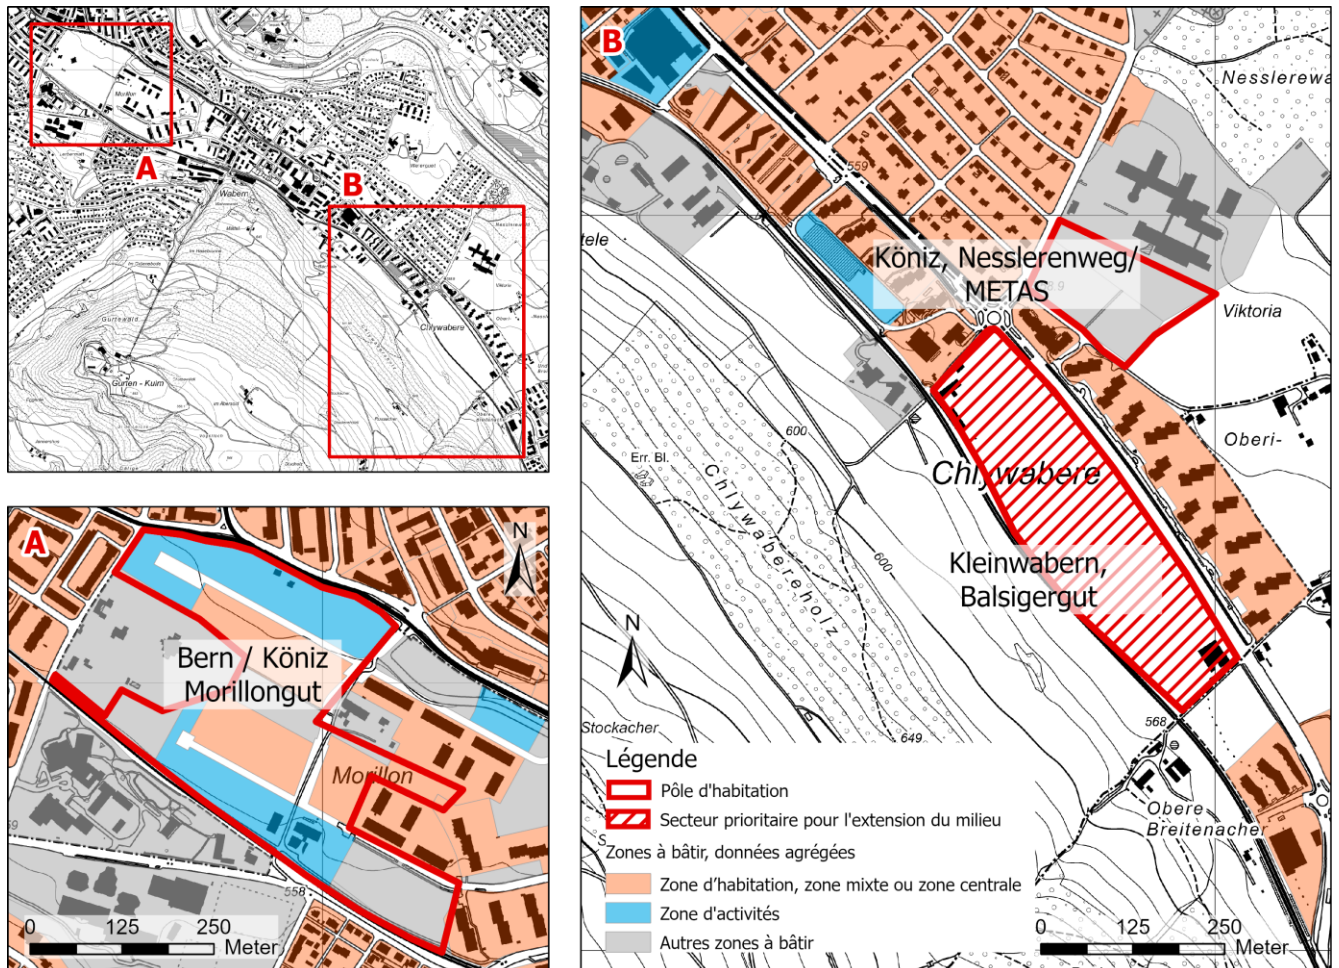 A
B
Wabern
Chlywabere
Gurtewald
Gurten - Kulm
Viktoria
A
N
Bern / Köniz
Morillongut
Morillon
558
0 125 250
Meter
B
Nesslerewa
559
tele
Köniz, Nesslerenweg/
METAS
Viktoria
Oberi-
600
Err. Bl.
Chlywabere
Chlywabereholz
600
Kleinwabern,
Balsigergut
N
Stockacher
649
568
Obere
Breitenacher
Légende
Pôle d'habitation
Secteur prioritaire pour l'extension du milieu
Zones à bâtir, données agrégées
Zone d'habitation, zone mixte ou zone centrale
Zone d'activités
Autres zones à bâtir
0 125 250
Meter